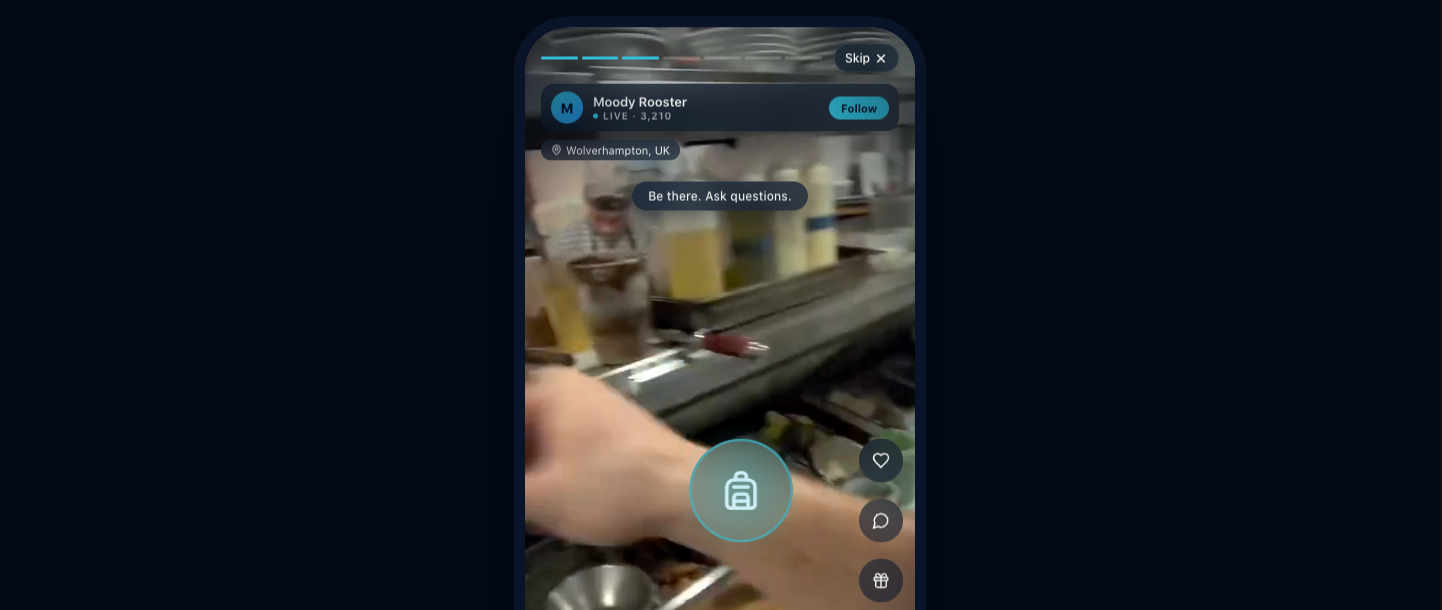 Skip
M
Moody Rooster
LIVE · 3,210
Follow
Wolverhampton, UK
Be there. Ask questions.